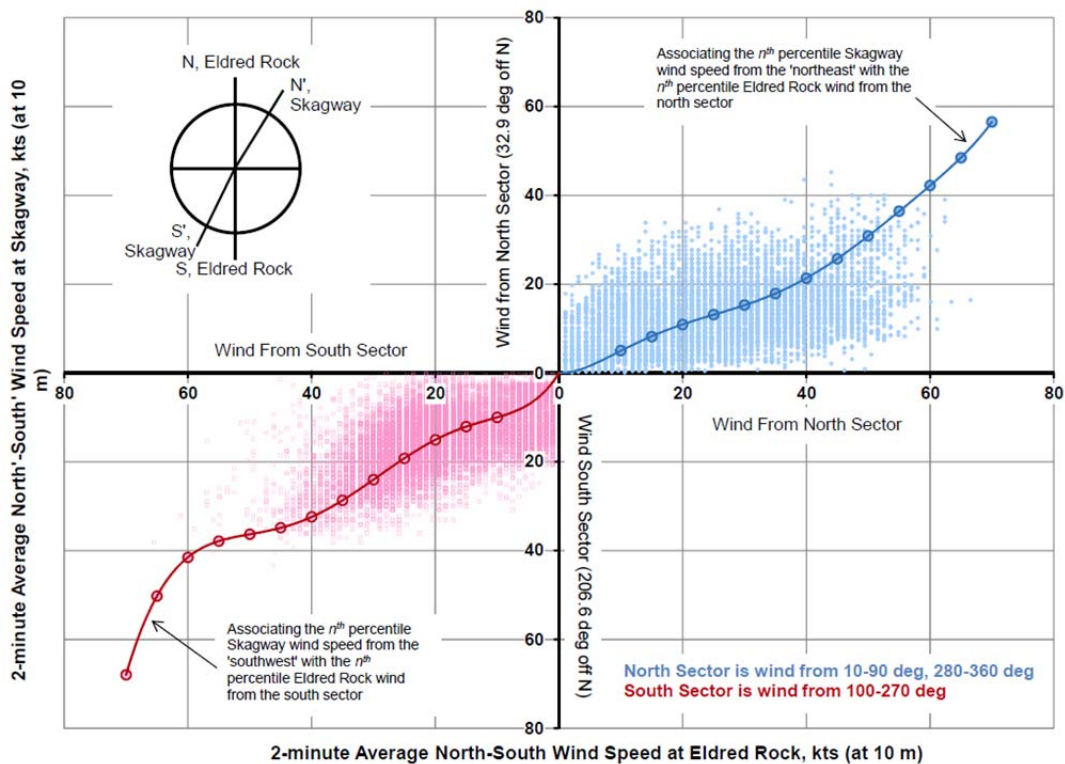 80
60
40
20
0
20
40
60
80
80
60
40
20
0
20
40
60
80
N, Eldred Rock
N',
Skagway
S',
Skagway
S, Eldred Rock
Associating the nth percentile Skagway
wind speed from the 'northeast' with the
nth percentile Eldred Rock wind from the
north sector
Wind from North Sector (32.9 deg off N)
Wind From South Sector
Wind From North Sector
Wind South Sector (206.6 deg off N)
Associating the nth percentile
Skagway wind speed from the
'southwest' with the nth
percentile Eldred Rock wind
from the south sector
North Sector is wind from 10-90 deg, 280-360 deg
South Sector is wind from 100-270 deg
2-minute Average North'-South' Wind Speed at Skagway, kts (at 10
m)
2-minute Average North-South Wind Speed at Eldred Rock, kts (at 10 m)